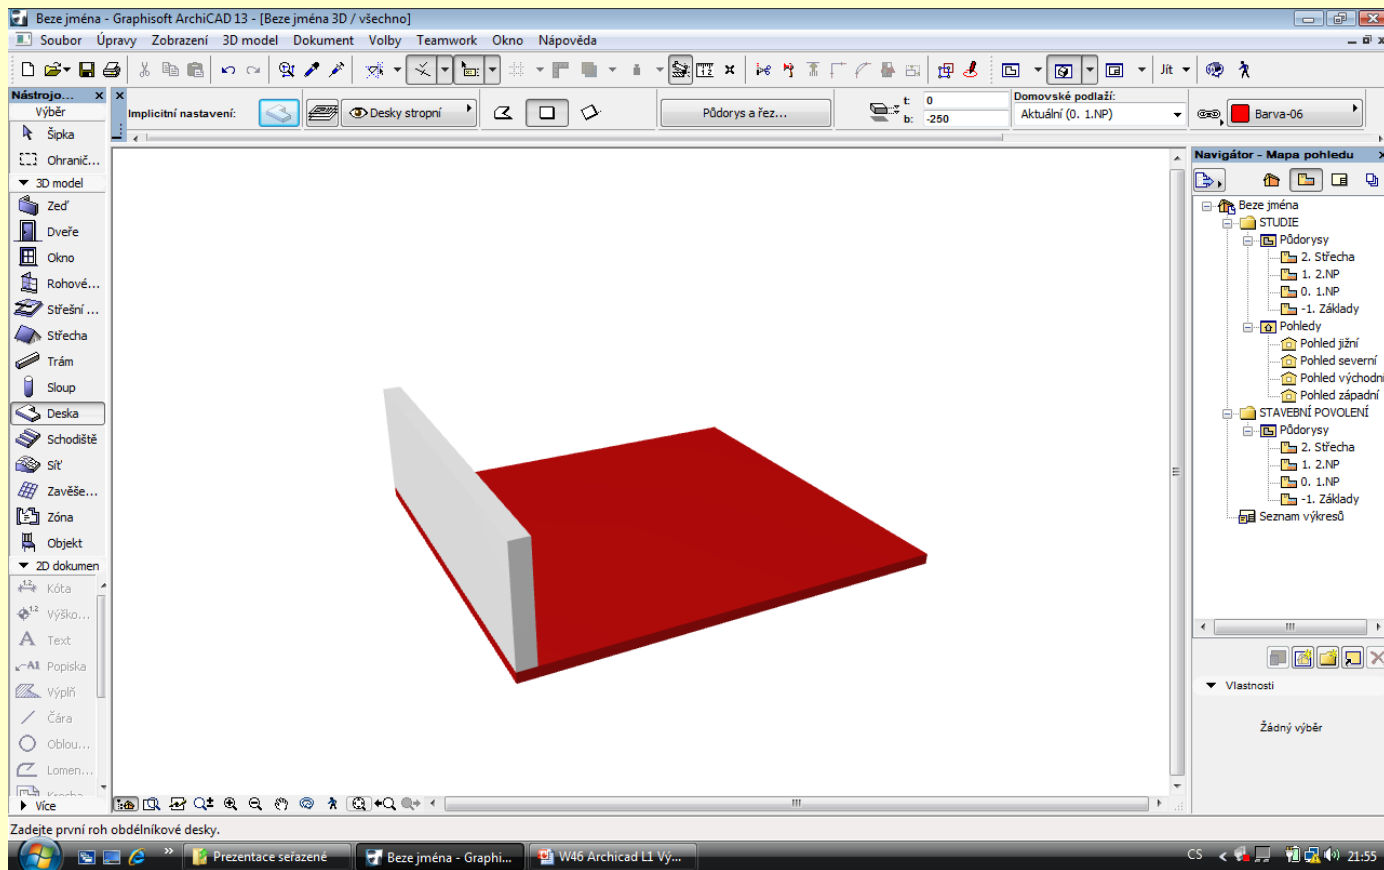 Beze jména - Graphisoft ArchiCAD 13 - [Beze jména 3D / všechno]
Soubor Úpravy Zobrazení 3D model Dokument Volby Teamwork Okno Nápověda
Jít
Nástrojo...
Výběr
Šipka
Ohranič...
3D model
Zeď
Dveře
Okno
Rohové...
Střešní ...
Střecha
Trám
Sloup
Deska
Schodiště
Síť
Zavěše...
Zóna
Objekt
2D dokumen
Kóta
Výško...
Text
Popiska
Výplň
Čára
Oblou...
Lomen...
Více
Implicitní nastavení:
Desky stropní
Půdorys a řez...
t: 0
b: -250
Domovské podlaží:
Aktuální (0. 1.NP)
Barva-06
Navigátor - Mapa pohledu
Beze jména
STUDIE
Půdorysy
2. Střecha
1. 2.NP
0. 1.NP
-1. Základy
Pohledy
Pohled jižní
Pohled severní
Pohled východní
Pohled západní
STAVEBNÍ POVOLENÍ
Půdorysy
2. Střecha
1. 2.NP
0. 1.NP
-1. Základy
Seznam výkresů
Vlastnosti
Žádný výběr
Zadejte první roh obdélníkové desky.
Prezentace seřazené
Beze jména - Graphi...
W46 Archicad L1 Vý...
CS
21:55